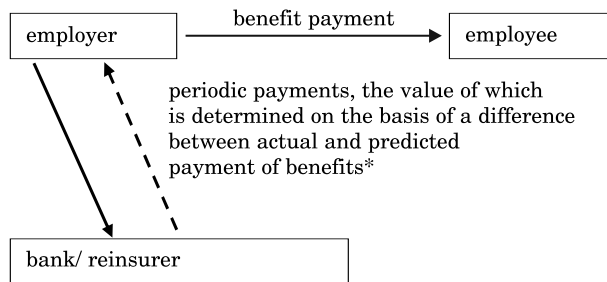 benefit payment
employer
employee
periodic payments, the value of which
is determined on the basis of a difference
between actual and predicted
payment of benefits*
bank/ reinsurer